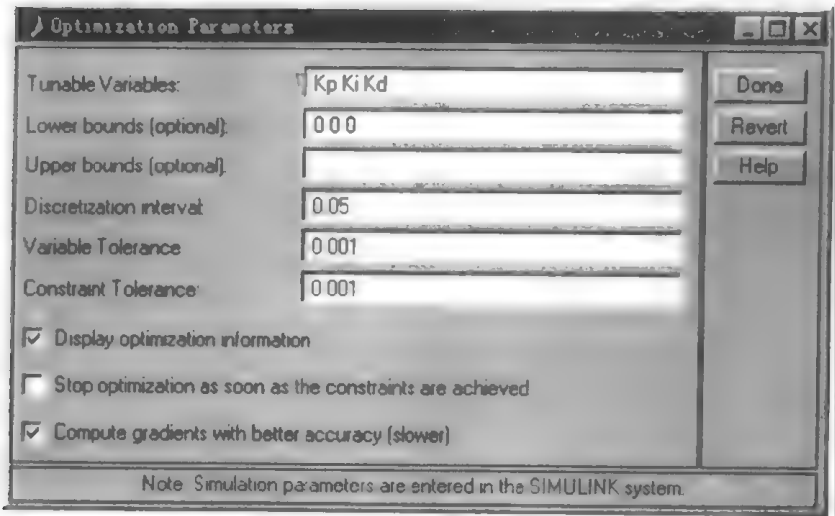 Optimization Parameters
Tunable Variables: Kp Ki Kd
Lower bounds (optional): 0 0 0
Upper bounds (optional):
Discretization interval: 0.05
Variable Tolerance 0.001
Constraint Tolerance: 0.001
Display optimization information
Stop optimization as soon as the constraints are achieved
Compute gradients with better accuracy (slower)
Done
Revert
Help
Note Simulation parameters are entered in the SIMULINK system.